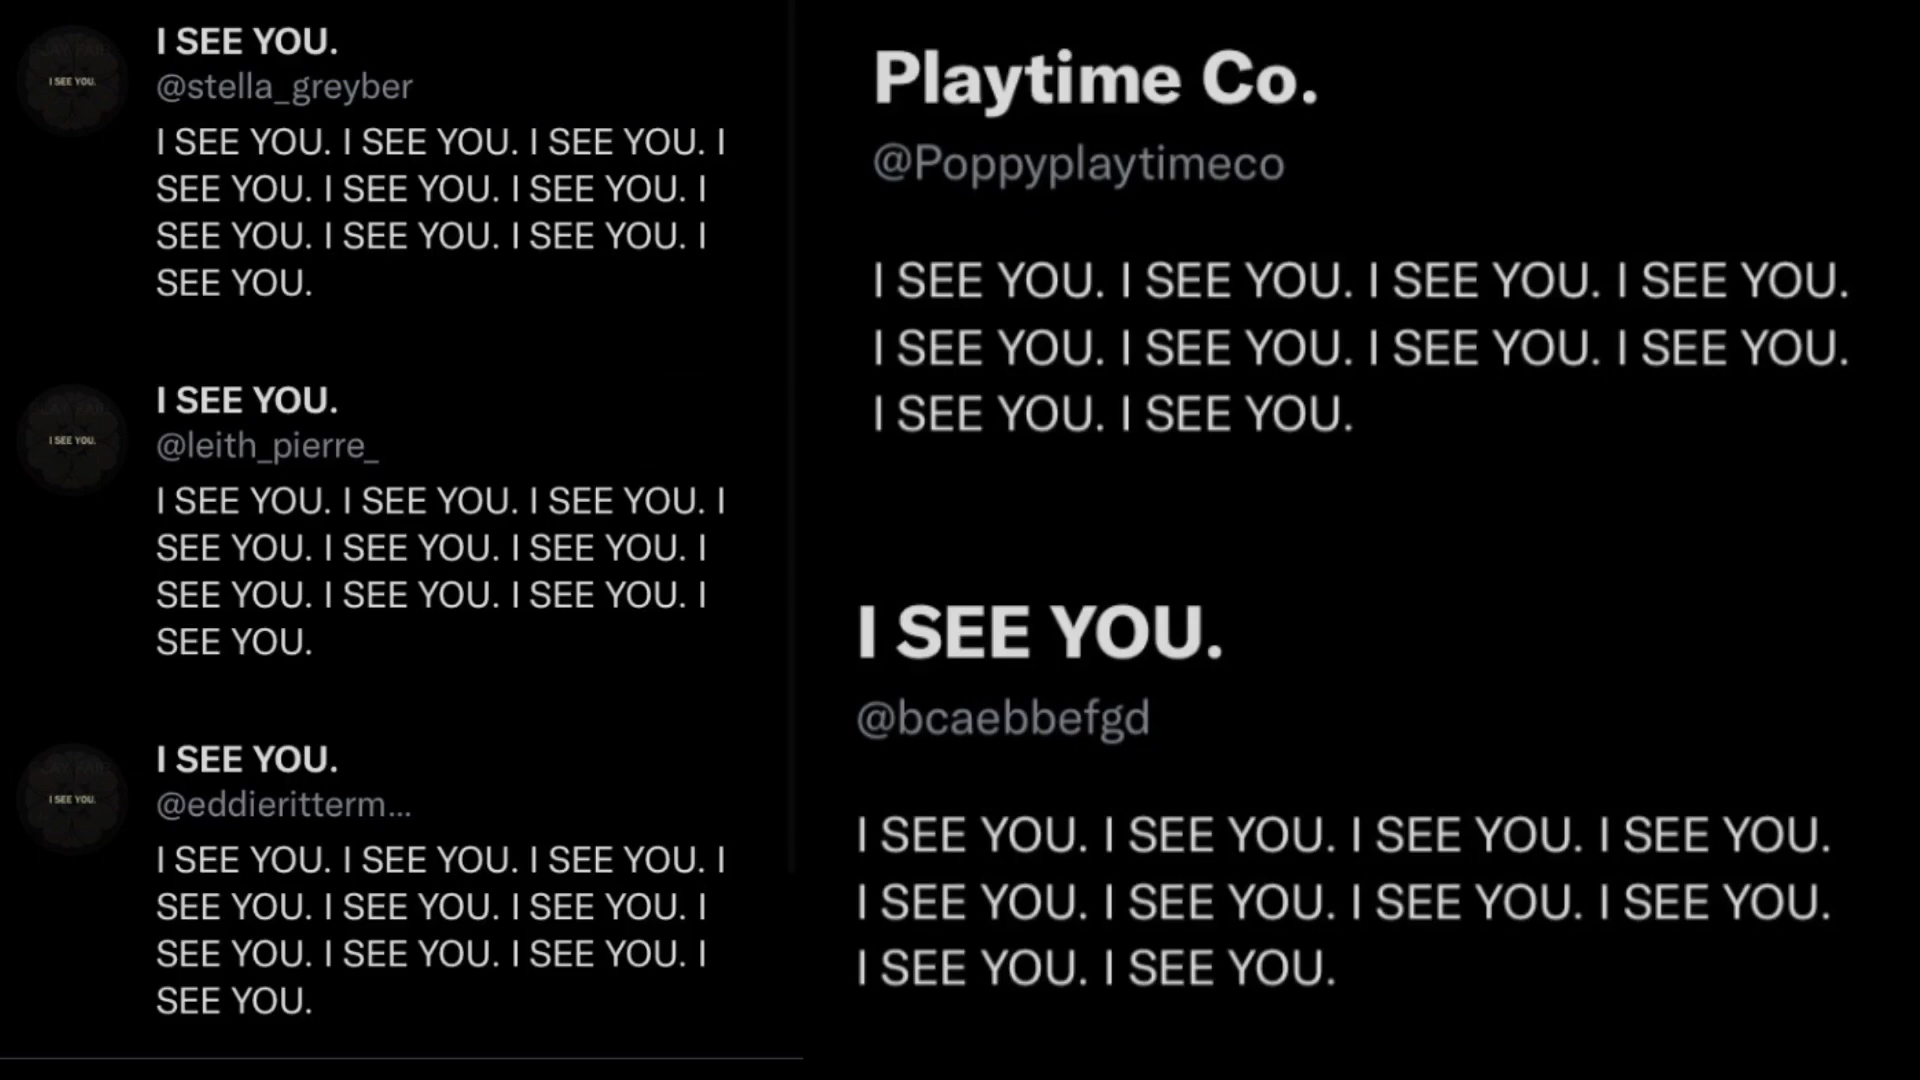 I SEE YOU.
@stella_greyber
I SEE YOU.
I SEE YOU. I SEE YOU. I SEE YOU. I
SEE YOU. I SEE YOU. I SEE YOU. I
SEE YOU. I SEE YOU. I SEE YOU. I
SEE YOU.
I SEE YOU.
@leith_pierre_
I SEE YOU.
I SEE YOU. I SEE YOU. I SEE YOU. I
SEE YOU. I SEE YOU. I SEE YOU. I
SEE YOU. I SEE YOU. I SEE YOU. I
SEE YOU.
I SEE YOU.
@eddieritterm...
I SEE YOU.
I SEE YOU. I SEE YOU. I SEE YOU. I
SEE YOU. I SEE YOU. I SEE YOU. I
SEE YOU. I SEE YOU. I SEE YOU. I
SEE YOU.
Playtime Co.
@Poppyplaytimeco
I SEE YOU. I SEE YOU. I SEE YOU. I SEE YOU.
I SEE YOU. I SEE YOU. I SEE YOU. I SEE YOU.
I SEE YOU. I SEE YOU.
I SEE YOU.
@bcaebbefgd
I SEE YOU. I SEE YOU. I SEE YOU. I SEE YOU.
I SEE YOU. I SEE YOU. I SEE YOU. I SEE YOU.
I SEE YOU. I SEE YOU.